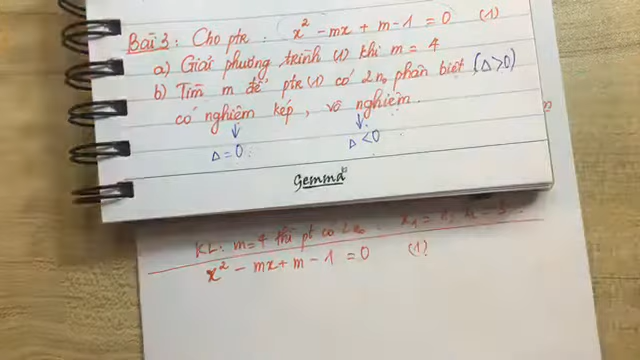 Bài 3: Cho ptr: x² - mx + m - 1 = 0 (1)
a) Giải phương trình (1) khi m = 4
b) Tìm m để ptr (1) có 2 n₀ phân biệt (Δ>0)
có nghiệm kép, vô nghiệm.
Δ = 0 Δ < 0
Gemma
KL: m = 4 thì pt có 2 n₀
x² - mx + m - 1 = 0 (1)